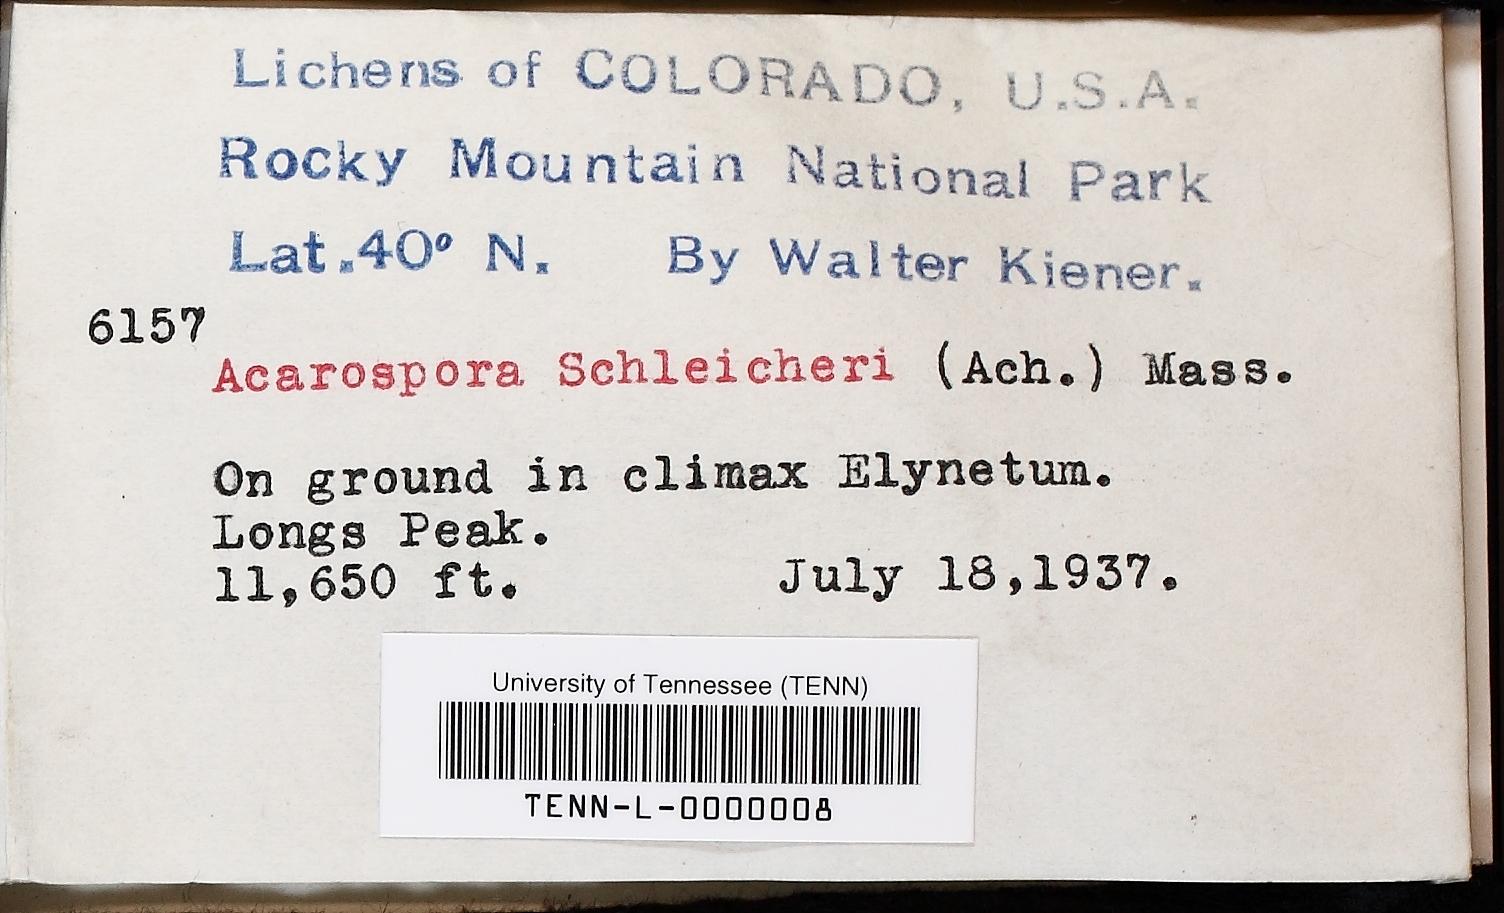 Lichens of COLORADO, U.S.A.
Rocky Mountain National Park
Lat.40° N. By Walter Kiener.
6157
Acarospora Schleicheri (Ach.) Mass.
On ground in climax Elynetum.
Longs Peak.
11,650 ft. July 18,1937.
University of Tennessee (TENN)
TENN-L-0000008